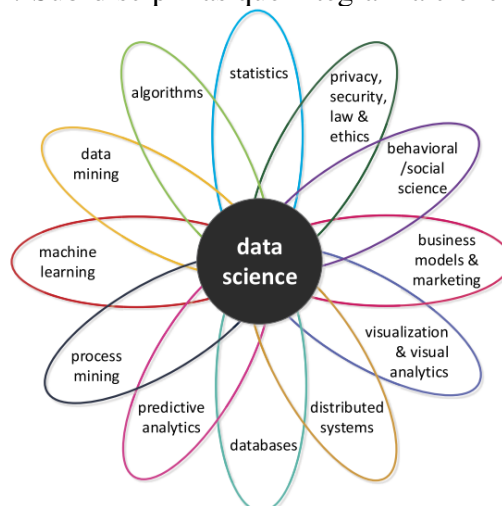 statistics
privacy,
security,
law &
ethics
behavioral
/social
science
business
models &
marketing
visualization
& visual
analytics
distributed
systems
databases
predictive
analytics
process
mining
machine
learning
data
mining
algorithms
data
science